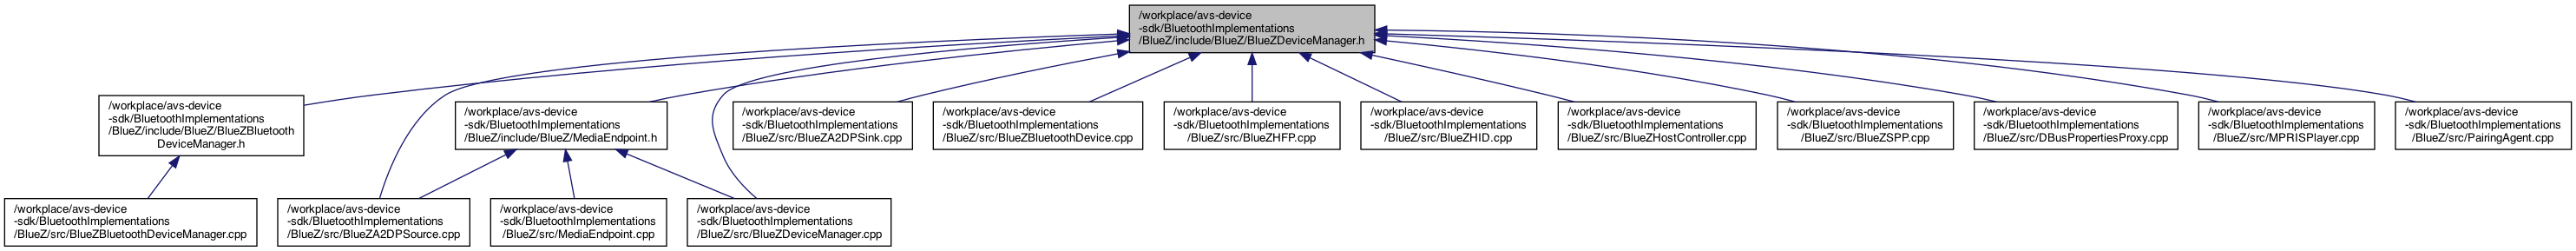 /workplace/avs-device
-sdk/BluetoothImplementations
/BlueZ/include/BlueZ/BlueZDeviceManager.h
/workplace/avs-device
-sdk/BluetoothImplementations
/BlueZ/include/BlueZ/BlueZBluetooth
DeviceManager.h
/workplace/avs-device
-sdk/BluetoothImplementations
/BlueZ/include/BlueZ/MediaEndpoint.h
/workplace/avs-device
-sdk/BluetoothImplementations
/BlueZ/src/BlueZA2DPSink.cpp
/workplace/avs-device
-sdk/BluetoothImplementations
/BlueZ/src/BlueZBluetoothDevice.cpp
/workplace/avs-device
-sdk/BluetoothImplementations
/BlueZ/src/BlueZHFP.cpp
/workplace/avs-device
-sdk/BluetoothImplementations
/BlueZ/src/BlueZHID.cpp
/workplace/avs-device
-sdk/BluetoothImplementations
/BlueZ/src/BlueZHostController.cpp
/workplace/avs-device
-sdk/BluetoothImplementations
/BlueZ/src/BlueZSPP.cpp
/workplace/avs-device
-sdk/BluetoothImplementations
/BlueZ/src/DBusPropertiesProxy.cpp
/workplace/avs-device
-sdk/BluetoothImplementations
/BlueZ/src/MPRISPlayer.cpp
/workplace/avs-device
-sdk/BluetoothImplementations
/BlueZ/src/PairingAgent.cpp
/workplace/avs-device
-sdk/BluetoothImplementations
/BlueZ/src/BlueZBluetoothDeviceManager.cpp
/workplace/avs-device
-sdk/BluetoothImplementations
/BlueZ/src/BlueZA2DPSource.cpp
/workplace/avs-device
-sdk/BluetoothImplementations
/BlueZ/src/MediaEndpoint.cpp
/workplace/avs-device
-sdk/BluetoothImplementations
/BlueZ/src/BlueZDeviceManager.cpp